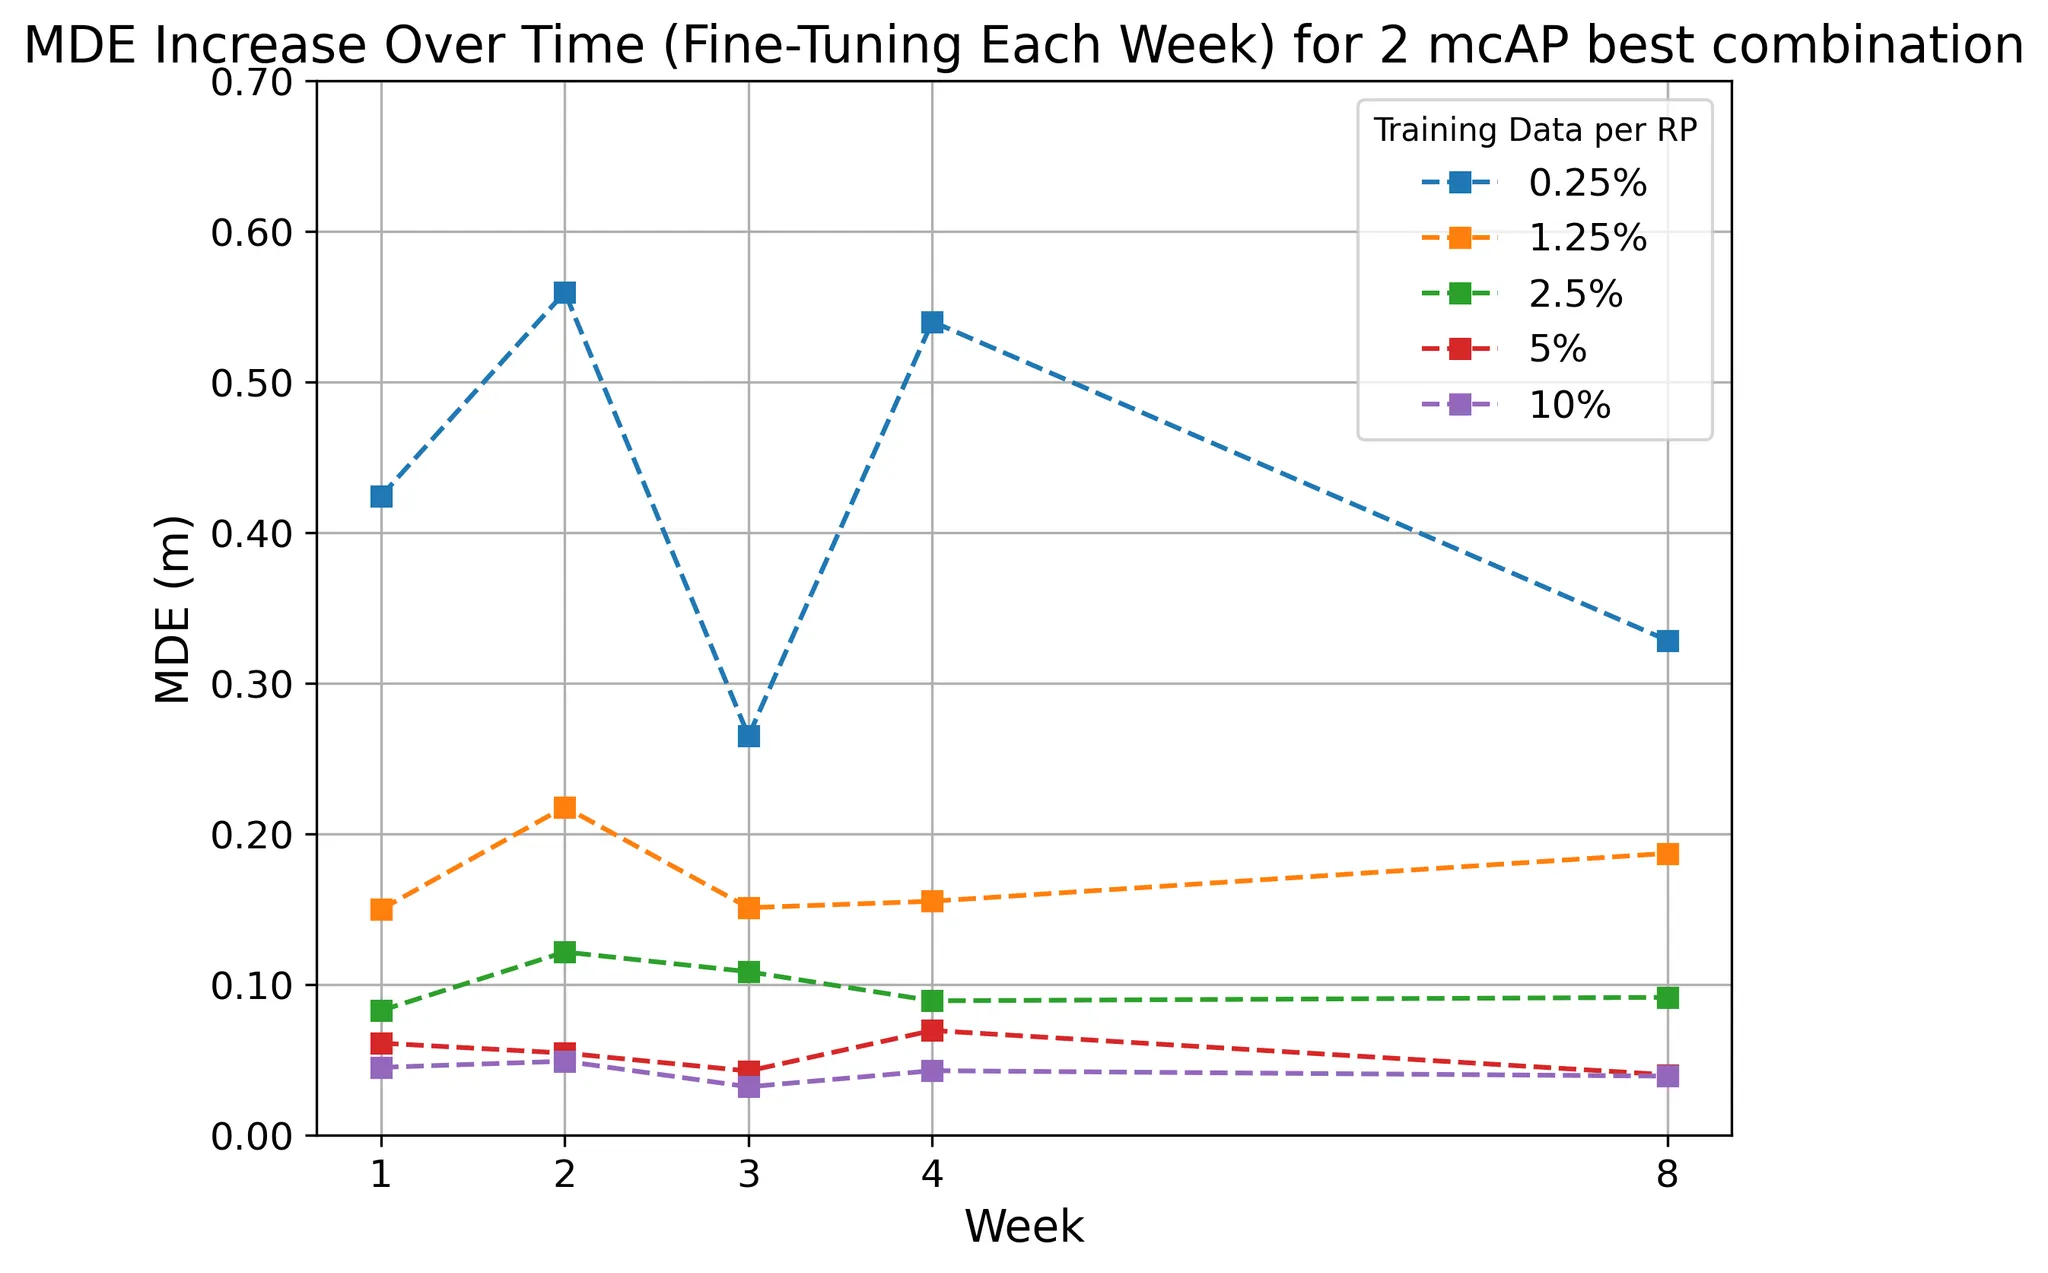 MDE Increase Over Time (Fine-Tuning Each Week) for 2 mcAP best combination
0.70
0.60
0.50
0.40
0.30
0.20
0.10
0.00
MDE (m)
Training Data per RP
0.25%
1.25%
2.5%
5%
10%
1 2 3 4 8
Week